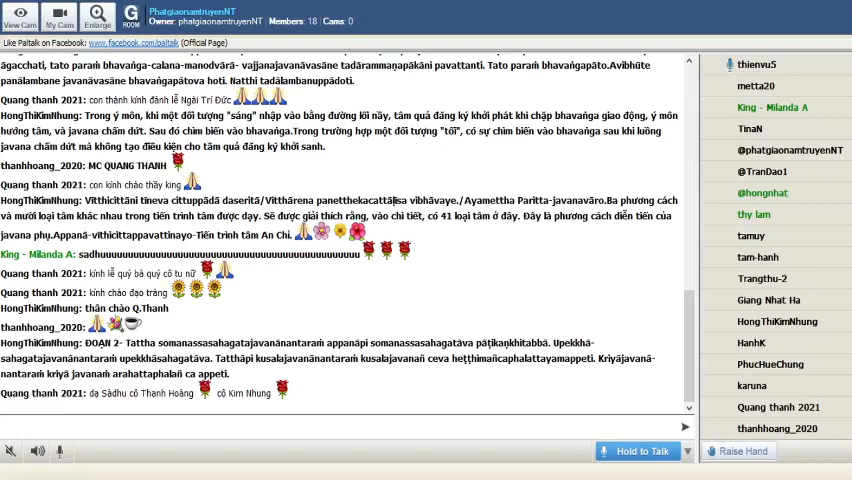 PhatgiaonamtruyenNT
G
ROOM
Owner: phatgiaonamtruyenNT | Members: 18 | Cams: 0
View Cam
My Cam
Enlarge
Like Paltalk on Facebook: www.facebook.com/paltalk (Official Page)
āgacchati, tato paraṁ bhavaṅga-calana-manodvārā- vajjanajavanāvasāne tadārammaṇapākāni pavattanti. Tato paraṁ bhavaṅgapāto.Avibhūte
panālambane javanāvasāne bhavaṅgapātova hoti. Natthi tadālambanuppādoti.
Quang thanh 2021: con thành kính đảnh lễ Ngài Trí Đức
HongThiKimNhung: Trong ý môn, khi một đối tượng "sáng" nhập vào bằng đường lối nầy, tâm quả đáng ký khởi phát khi chặp bhavaṅga giao động, ý môn
hướng tâm, và javana chấm dứt. Sau đó chìm biến vào bhavaṅga.Trong trường hợp một đối tượng "tối", có sự chìm biến vào bhavaṅga sau khi luồng
javana chấm dứt mà không tạo điều kiện cho tâm quả đáng ký khởi sanh.
thanhhoang_2020: MC QUANG THANH
Quang thanh 2021: con kính chào thầy king
HongThiKimNhung: Vīthicittāni tīneva cittuppādā daseritā/Vitthārena panetthekacattālīsa vibhāvaye./Ayamettha Paritta-javanavāro.Ba phương cách
và mười loại tâm khác nhau trong tiến trình tâm được dạy. Sẽ được giải thích rằng, vào chi tiết, có 41 loại tâm ở đây. Đây là phương cách diễn tiến của
javana phụ.Appanā-vīthicittappavattinayo-Tiến trình tâm An Chi.
King - Milanda A: sadhuuuuuuuuuuuuuuuuuuuuuuuuuuuuuuuuuuuuuuuuuu
Quang thanh 2021: kính lễ quý bà quý cô tu nữ
Quang thanh 2021: kính chào đạo tràng
HongThiKimNhung: thân chào Q.Thanh
thanhhoang_2020:
HongThiKimNhung: ĐOẠN 2- Tattha somanassasahagatajavanānantaraṁ appanāpi somanassasahagatāva pāṭikaṇkhitabbā. Upekkhā-
sahagatajavanānantaraṁ upekkhāsahagatāva. Tatthāpi kusalajavanānantaraṁ kusalajavanañ ceva heṭṭhimañcaphalattayamappeti. Kriyājavanā-
nantaraṁ kriyā javanaṁ arahattaphalañ ca appeti.
Quang thanh 2021: dạ Sàdhu cô Thanh Hoàng cô Kim Nhung
Hold to Talk
thienvu5
metta20
King - Milanda A
TinaN
@phatgiaonamtruyenNT
@TranDao1
@hongnhat
thy lam
tamuy
tam-hanh
Trangthu-2
Giang Nhat Ha
HongThiKimNhung
HanhK
PhucHueChung
karuna
Quang thanh 2021
thanhhoang_2020
Raise Hand